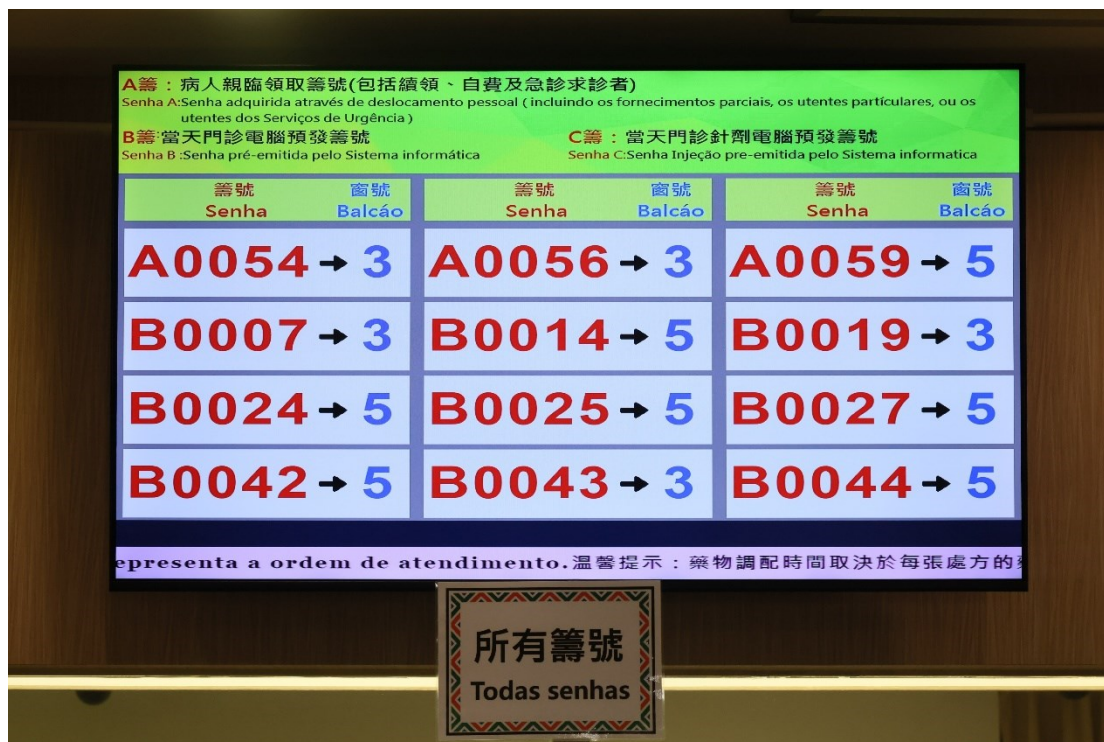 A籌：病人親臨領取籌號(包括續領、自費及急診求診者)
Senha A:Senha adquirida através de deslocamento pessoal ( incluindo os fornecimentos parciais, os utentes partículares, ou os
utentes dos Serviços de Urgência )
B籌:當天門診電腦預發籌號 C籌：當天門診針劑電腦預發籌號
Senha B :Senha pré-emitida pelo Sistema informática Senha C:Senha Injeção pre-emitida pelo Sistema informatica
籌號 窗號 籌號 窗號 籌號 窗號
Senha Balcáo Senha Balcáo Senha Balcáo
A0054 → 3 A0056 → 3 A0059 → 5
B0007 → 3 B0014 → 5 B0019 → 3
B0024 → 5 B0025 → 5 B0027 → 5
B0042 → 5 B0043 → 3 B0044 → 5
epresenta a ordem de atendimento.溫馨提示：藥物調配時間取決於每張處方的
所有籌號
Todas senhas